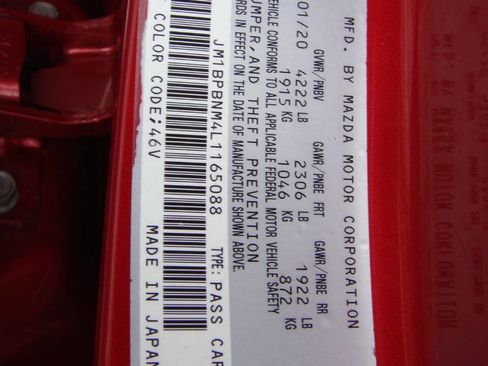 MFD. BY MAZDA MOTOR CORPORATION
01/20 4222 LB 2306 LB 1922 LB
GVWR/PNBV GAWR/PNBE FRT GAWR/PNBE RR
1915 KG 1046 KG 872 KG
VEHICLE CONFORMS TO ALL APPLICABLE FEDERAL MOTOR VEHICLE SAFETY
BUMPER, AND THEFT PREVENTION
RDS IN EFFECT ON THE DATE OF MANUFACTURE SHOWN ABOVE.
JM1BPBNM4L1165088 TYPE: PASS CAR
COLOR CODE: 46V MADE IN JAPAN